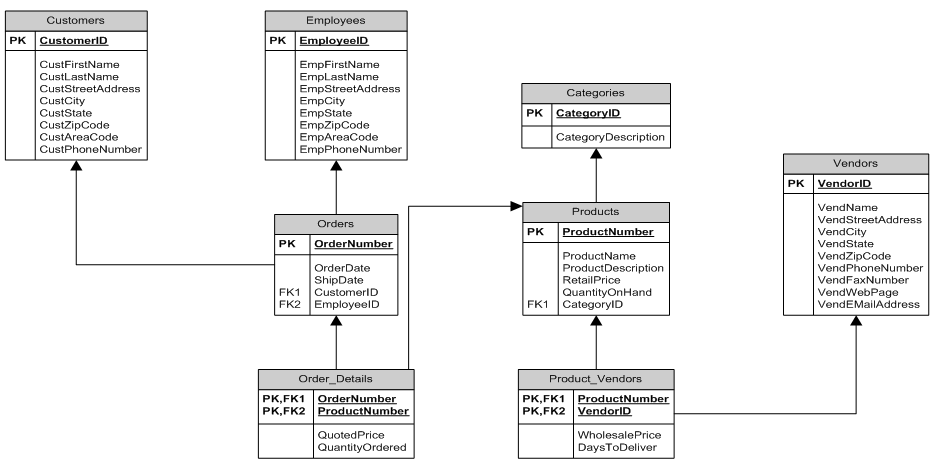 Customers
PK CustomerID
CustFirstName
CustLastName
CustStreetAddress
CustCity
CustState
CustZipCode
CustAreaCode
CustPhoneNumber
Employees
PK EmployeeID
EmpFirstName
EmpLastName
EmpStreetAddress
EmpCity
EmpState
EmpZipCode
EmpAreaCode
EmpPhoneNumber
Categories
PK CategoryID
CategoryDescription
Vendors
PK VendorID
VendName
VendStreetAddress
VendCity
VendState
VendZipCode
VendPhoneNumber
VendFaxNumber
VendWebPage
VendEMailAddress
Orders
PK OrderNumber
OrderDate
ShipDate
FK1 CustomerID
FK2 EmployeeID
Products
PK ProductNumber
ProductName
ProductDescription
RetailPrice
QuantityOnHand
FK1 CategoryID
Order_Details
PK,FK1 OrderNumber
PK,FK2 ProductNumber
QuotedPrice
QuantityOrdered
Product_Vendors
PK,FK1 ProductNumber
PK,FK2 VendorID
WholesalePrice
DaysToDeliver